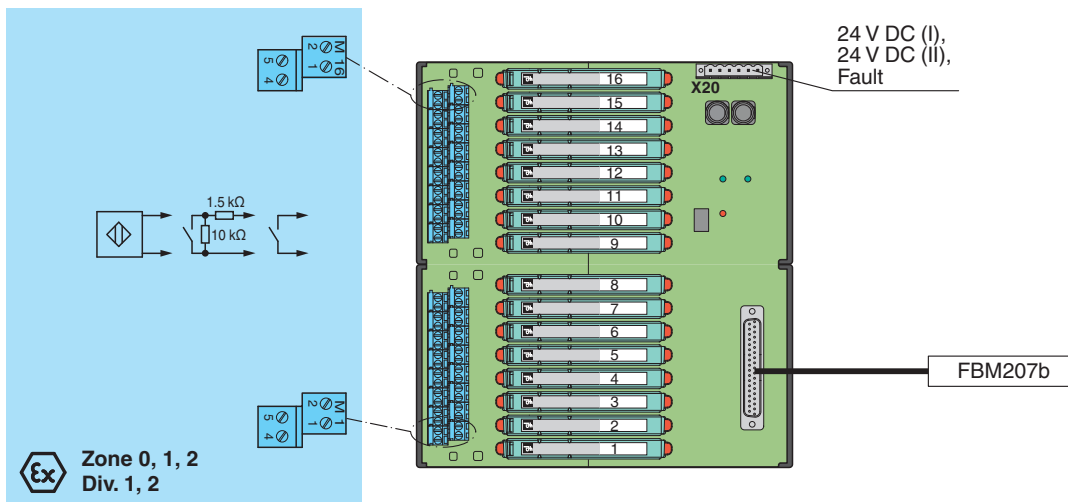 24 V DC (I),
24 V DC (II),
Fault
X20
M 16
2 1
5 4
16
15
14
13
12
11
10
9
1.5 kΩ
10 kΩ
8
7
6
5
4
3
2
1
FBM207b
M 1
2 1
5 4
Ex
Zone 0, 1, 2
Div. 1, 2